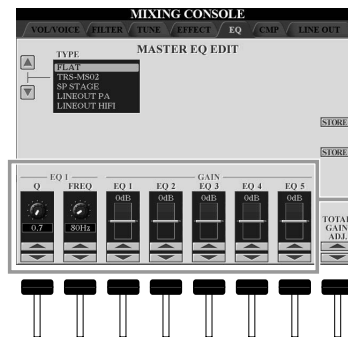 MIXING CONSOLE
VOL/VOICE FILTER TUNE EFFECT EQ CMP LINE OUT
MASTER EQ EDIT
TYPE
FLAT
TRS-MS02
SP STAGE
LINEOUT PA
LINEOUT HIFI
STORE
STORE
EQ 1 GAIN
Q FREQ EQ 1 EQ 2 EQ 3 EQ 4 EQ 5
0.7 80Hz 0dB 0dB 0dB 0dB 0dB
TOTAL
GAIN
ADJ.